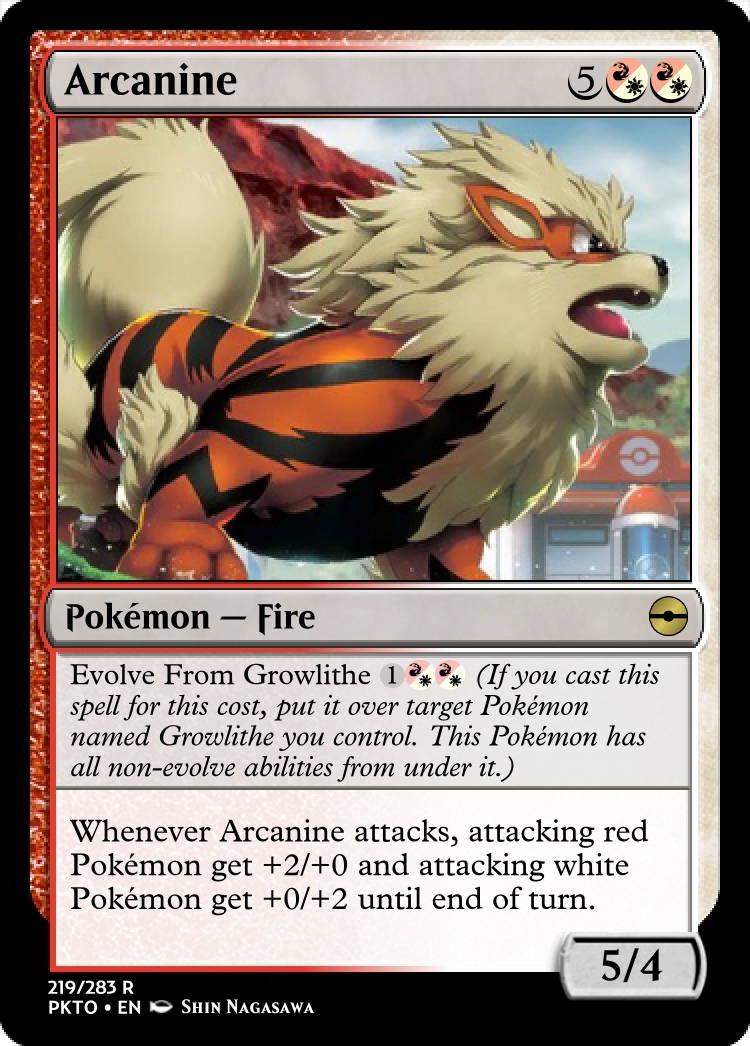 Arcanine 5
Pokémon — Fire
Evolve From Growlithe 1 (If you cast this
spell for this cost, put it over target Pokémon
named Growlithe you control. This Pokémon has
all non-evolve abilities from under it.)
Whenever Arcanine attacks, attacking red
Pokémon get +2/+0 and attacking white
Pokémon get +0/+2 until end of turn.
5/4
219/283 R
PKTO • EN Shin Nagasawa